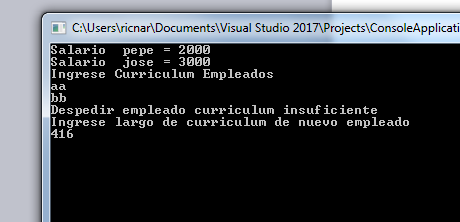 C:\Users\ricnar\Documents\Visual Studio 2017\Projects\ConsoleApplicati
Salario  pepe = 2000
Salario  jose = 3000
Ingrese Curriculum Empleados
aa
bb
Despedir empleado curriculum insuficiente
Ingrese largo de curriculum de nuevo empleado
416